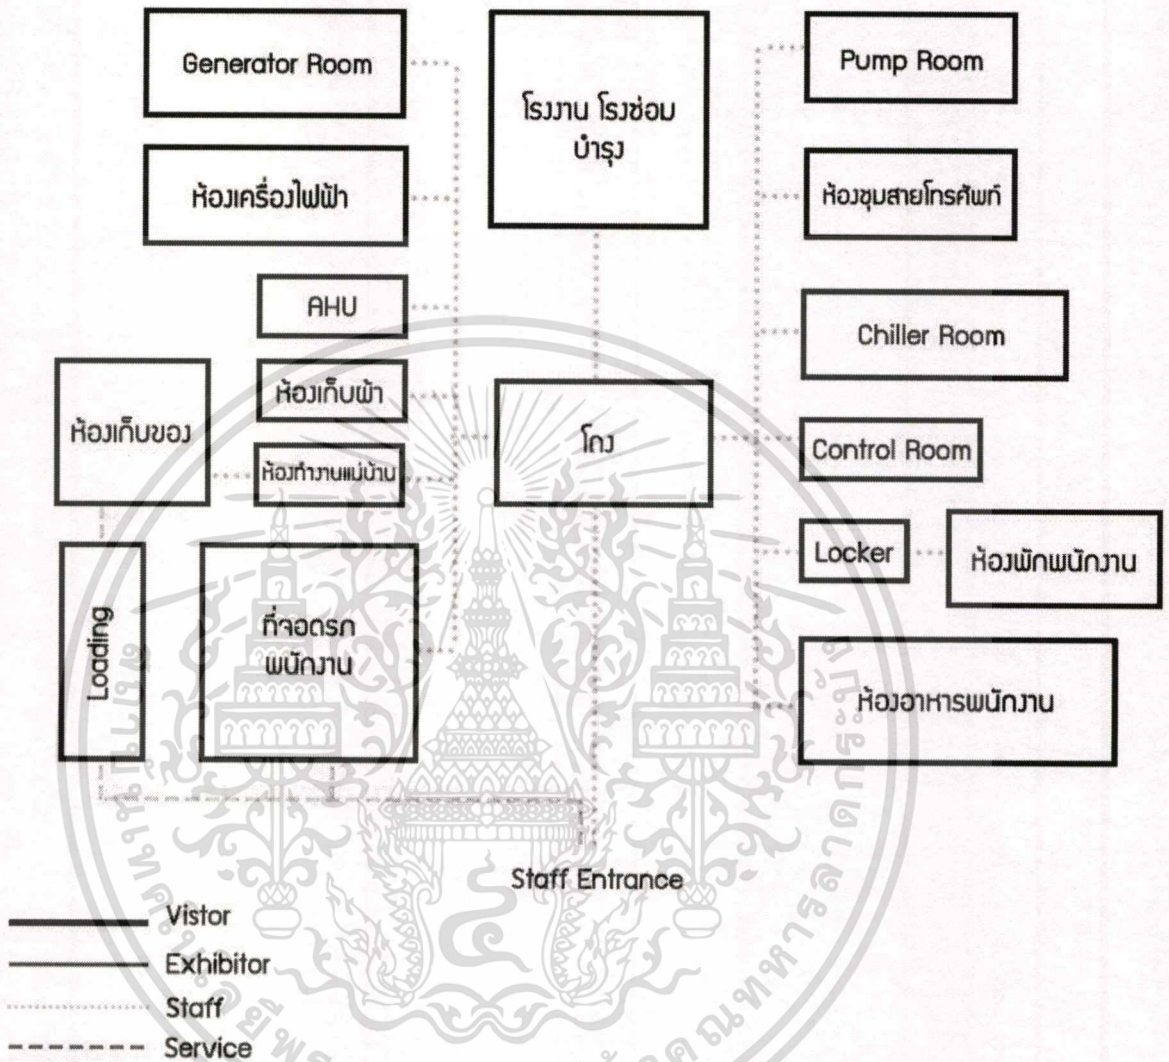 Generator Room
โรงงาน โรงซ่อม
บำรุง
Pump Room
ห้องเครื่องไฟฟ้า
ห้องชุมสายโทรศัพท์
AHU
Chiller Room
ห้องเก็บของ
ห้องเก็บผ้า
โถง
ห้องทำงานแม่บ้าน
Control Room
Loading
ที่จอดรถ
พนักงาน
Locker
ห้องพักพนักงาน
ห้องอาหารพนักงาน
Staff Entrance
Vistor
Exhibitor
Staff
Service